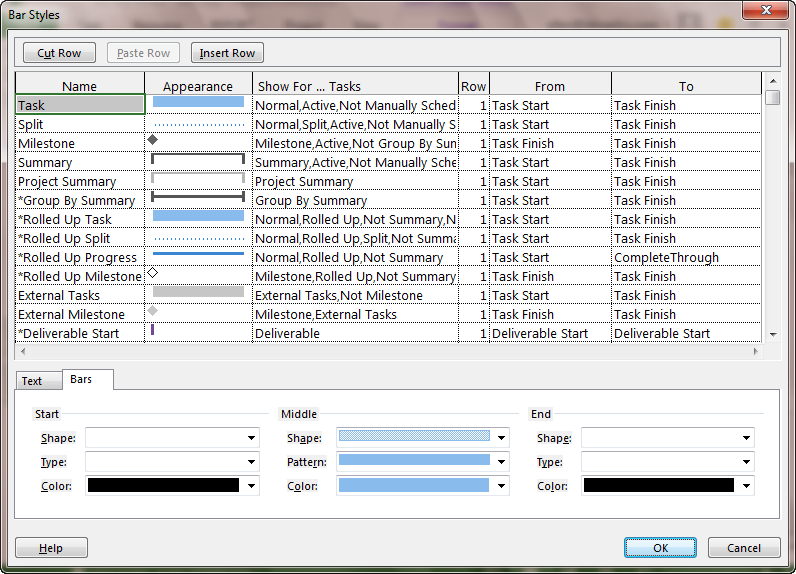 Bar Styles
Cut Row Paste Row Insert Row
Name Appearance Show For ... Tasks Row From To
Task Normal,Active,Not Manually Sched 1 Task Start Task Finish
Split Normal,Split,Active,Not Manually S 1 Task Start Task Finish
Milestone Milestone,Active,Not Group By Sun 1 Task Finish Task Finish
Summary Summary,Active,Not Manually Sche 1 Task Start Task Finish
Project Summary Project Summary 1 Task Start Task Finish
*Group By Summary Group By Summary 1 Task Start Task Finish
*Rolled Up Task Normal,Rolled Up,Not Summary,N 1 Task Start Task Finish
*Rolled Up Split Normal,Rolled Up,Split,Not Summa 1 Task Start Task Finish
*Rolled Up Progress Normal,Rolled Up,Not Summary 1 Task Start CompleteThrough
*Rolled Up Milestone Milestone,Rolled Up,Not Summary 1 Task Finish Task Finish
External Tasks External Tasks,Not Milestone 1 Task Start Task Finish
External Milestone Milestone,External Tasks 1 Task Finish Task Finish
*Deliverable Start Deliverable 1 Deliverable Start Deliverable Start
Text Bars
Start Middle End
Shape: Shape: Shape:
Type: Pattern: Type:
Color: Color: Color:
Help OK Cancel